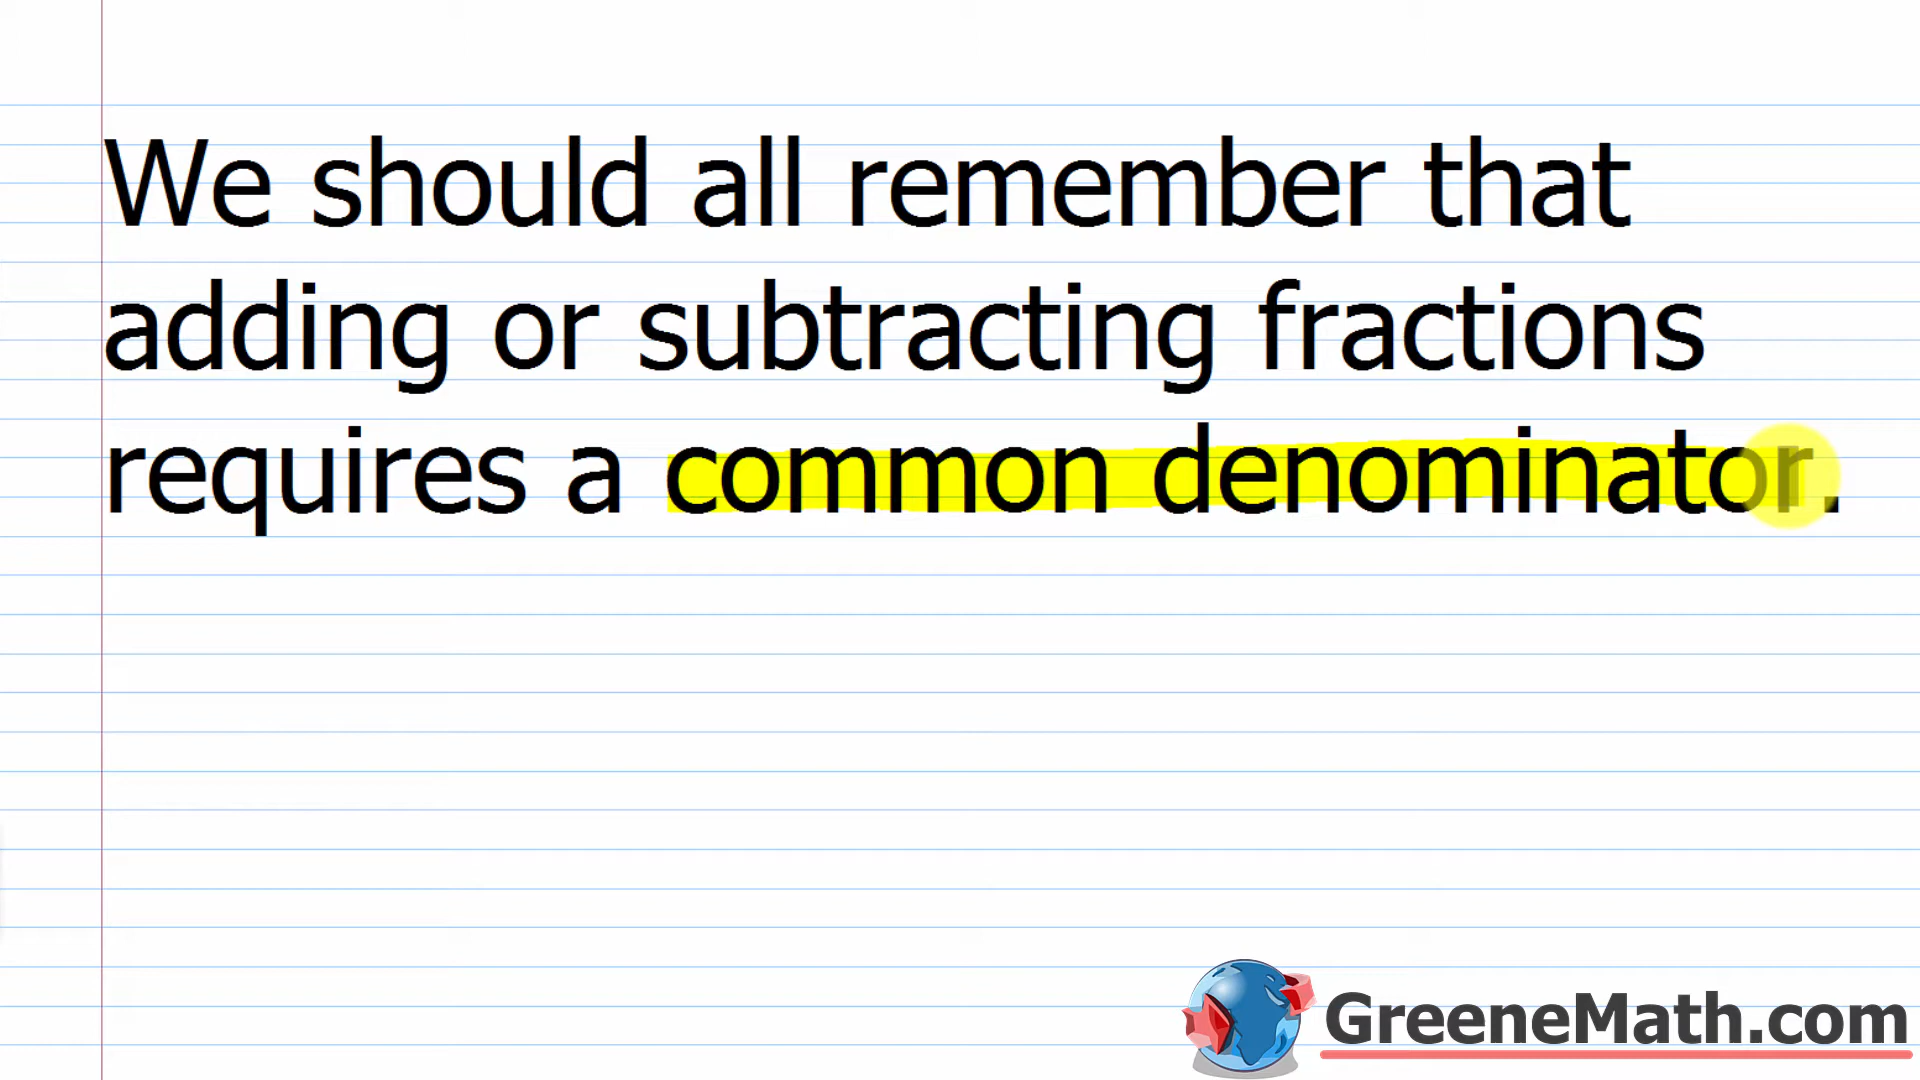 We should all remember that
adding or subtracting fractions
requires a common denominator.
GreeneMath.com